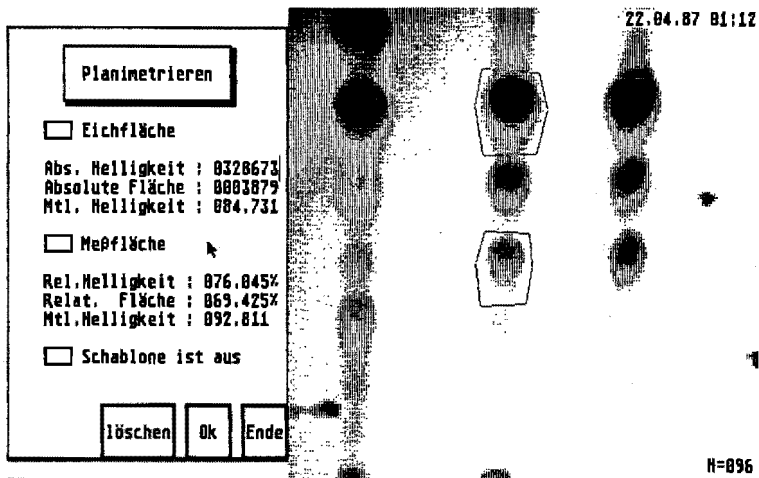 22.04.87 01:12
Planimetrieren
Eichfläche
Abs. Helligkeit : 0328673
Absolute Fläche : 0003879
Mtl. Helligkeit : 084.731
Meßfläche
Rel.Helligkeit : 076.045%
Relat. Fläche : 069.425%
Mtl.Helligkeit : 092.811
Schablone ist aus
löschen Ok Ende
N=096